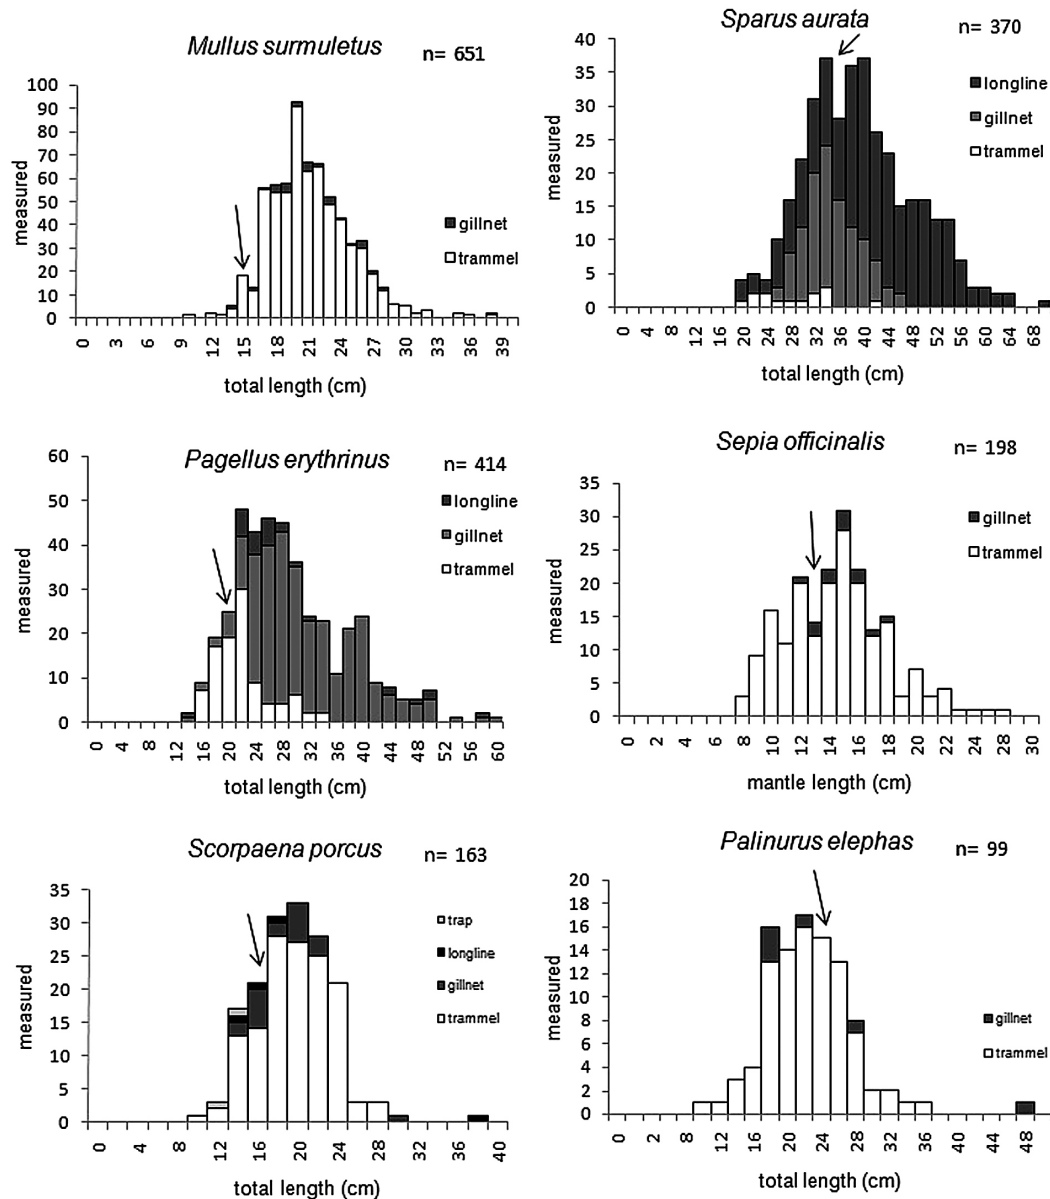 Mullus surmuletus
n= 651
100
90
80
70
60
50
40
30
20
10
0
measured
gillnet
trammel
0 3 6 9 12 15 18 21 24 27 30 33 36 39
total length (cm)
Sparus aurata
n= 370
40
35
30
25
20
15
10
5
0
measured
longline
gillnet
trammel
0 4 8 12 16 20 24 28 32 36 40 44 48 52 56 60 64 68
total length (cm)
Pagellus erythrinus
n= 414
60
50
40
30
20
10
0
measured
longline
gillnet
trammel
0 4 8 12 16 20 24 28 32 36 40 44 48 52 56 60
total length (cm)
Sepia officinalis
n= 198
35
30
25
20
15
10
5
0
measured
gillnet
trammel
0 2 4 6 8 10 12 14 16 18 20 22 24 28 30
mantle length (cm)
Scorpaena porcus
n= 163
35
30
25
20
15
10
5
0
measured
trap
longline
gillnet
trammel
0 4 8 12 16 20 24 40
total length (cm)
Palinurus elephas
n= 99
20
18
16
14
12
10
8
6
4
2
0
measured
gillnet
trammel
0 2 12 16 20 24 28 32 36 40 44 48
total length (cm)